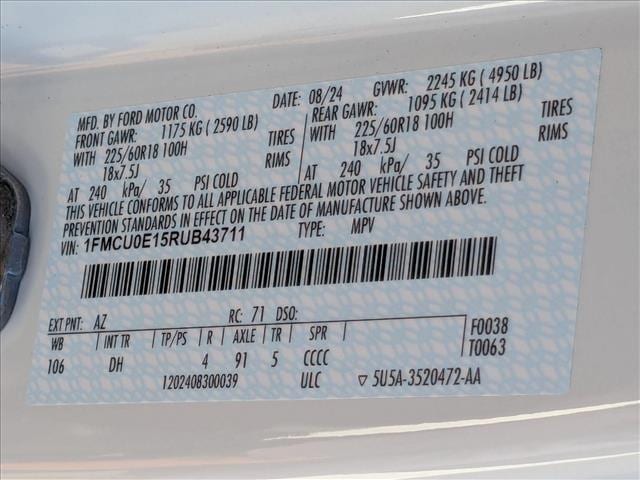 MFD. BY FORD MOTOR CO. DATE: 08/24 GVWR: 2245 KG ( 4950 LB)
FRONT GAWR: 1175 KG ( 2590 LB) REAR GAWR: 1095 KG ( 2414 LB)
WITH 225/60R18 100H TIRES WITH 225/60R18 100H TIRES
18x7.5J RIMS 18x7.5J RIMS
AT 240 kPa/ 35 PSI COLD AT 240 kPa/ 35 PSI COLD
THIS VEHICLE CONFORMS TO ALL APPLICABLE FEDERAL MOTOR VEHICLE SAFETY AND THEFT
PREVENTION STANDARDS IN EFFECT ON THE DATE OF MANUFACTURE SHOWN ABOVE.
VIN: 1FMCU0E15RUB43711 TYPE: MPV
EXT PNT: AZ RC: 71 DSO:
WB INT TR TP/PS R AXLE TR SPR F0038
106 DH 4 91 5 CCCC T0063
1202408300039 ULC ▽ 5U5A-3520472-AA